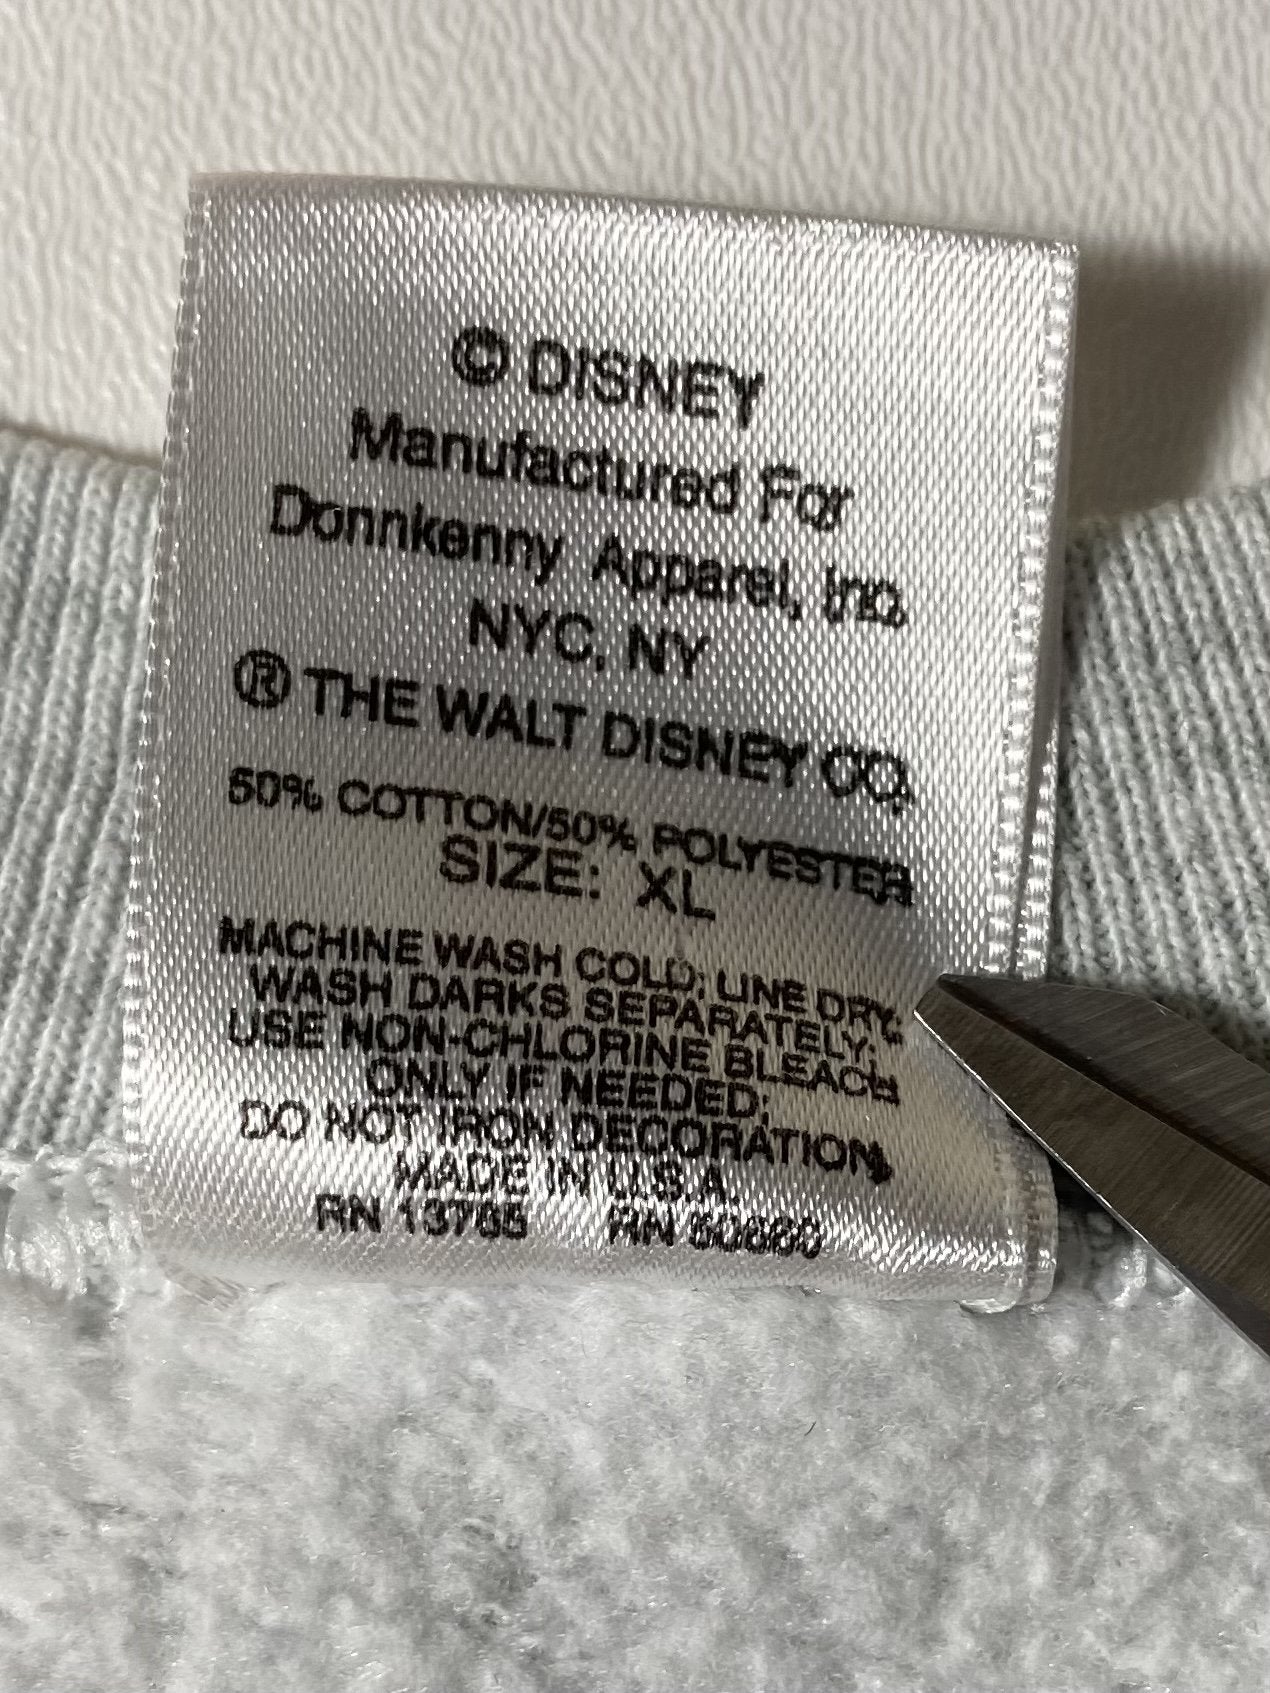 © DISNEY
Manufactured For
Donnkenny Apparel, Inc.
NYC, NY
® THE WALT DISNEY CO.
50% COTTON/50% POLYESTER
SIZE: XL
MACHINE WASH COLD; LINE DRY;
WASH DARKS SEPARATELY;
USE NON-CHLORINE BLEACH
ONLY IF NEEDED;
DO NOT IRON DECORATION.
MADE IN U.S.A.
RN 13765 RN